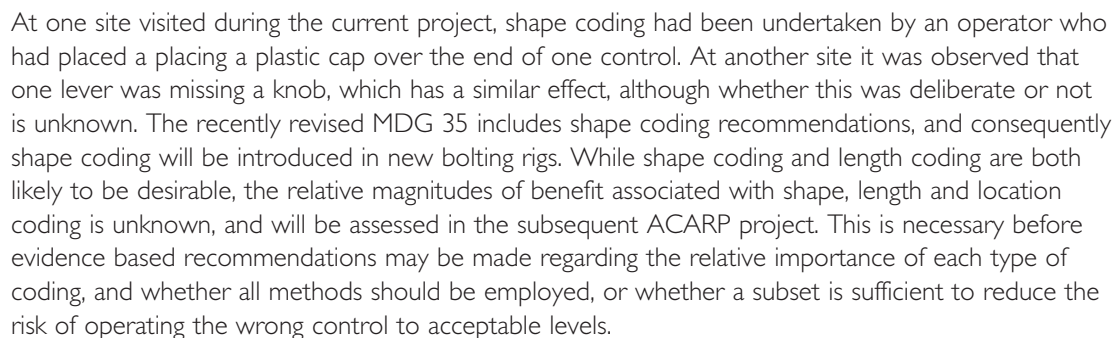 At one site visited during the current project, shape coding had been undertaken by an operator who
had placed a placing a plastic cap over the end of one control. At another site it was observed that
one lever was missing a knob, which has a similar effect, although whether this was deliberate or not
is unknown. The recently revised MDG 35 includes shape coding recommendations, and consequently
shape coding will be introduced in new bolting rigs. While shape coding and length coding are both
likely to be desirable, the relative magnitudes of benefit associated with shape, length and location
coding is unknown, and will be assessed in the subsequent ACARP project. This is necessary before
evidence based recommendations may be made regarding the relative importance of each type of
coding, and whether all methods should be employed, or whether a subset is sufficient to reduce the
risk of operating the wrong control to acceptable levels.